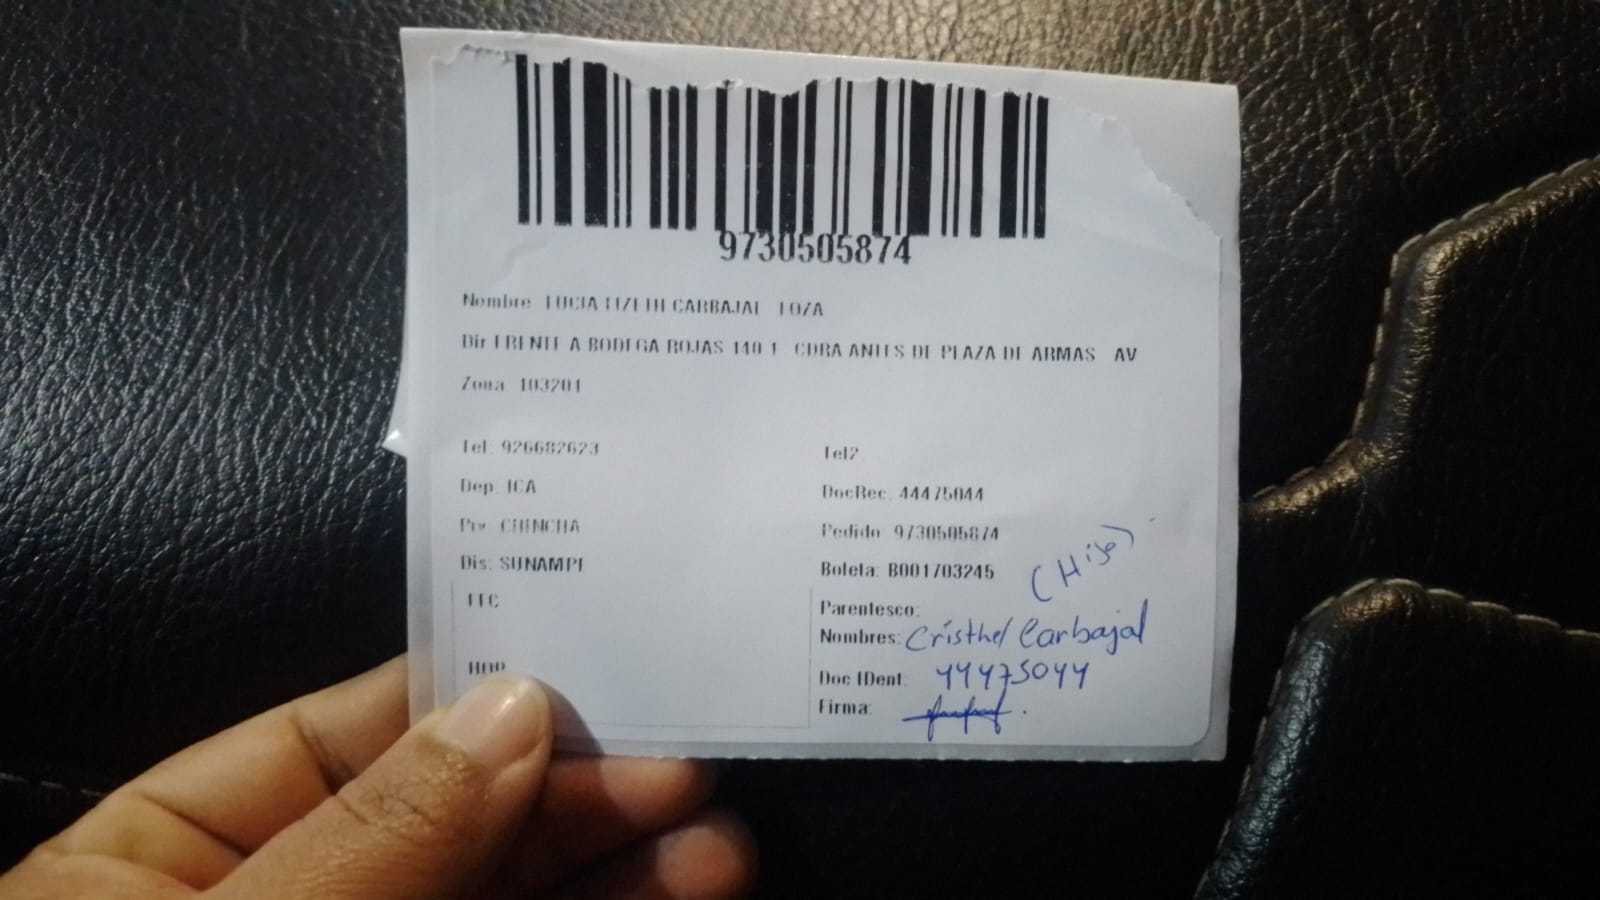 9730505874
Nombre LUCIA LIZETH CARBAJAL LOZA
Dir FRENTE A BODEGA ROJAS 140 1 CDRA ANTES DE PLAZA DE ARMAS AV
Zona 103201
Tel: 926682623
Tel2
Dep. ICA
DocRec. 44475044
Prv. CHINCHA
Pedido 9730505874
Dis: SUNAMPE
Boleta: B001703245
(Hija)
Parentesco:
Nombres: Cristhel Carbajal
Doc IDent: 44475044
Firma: